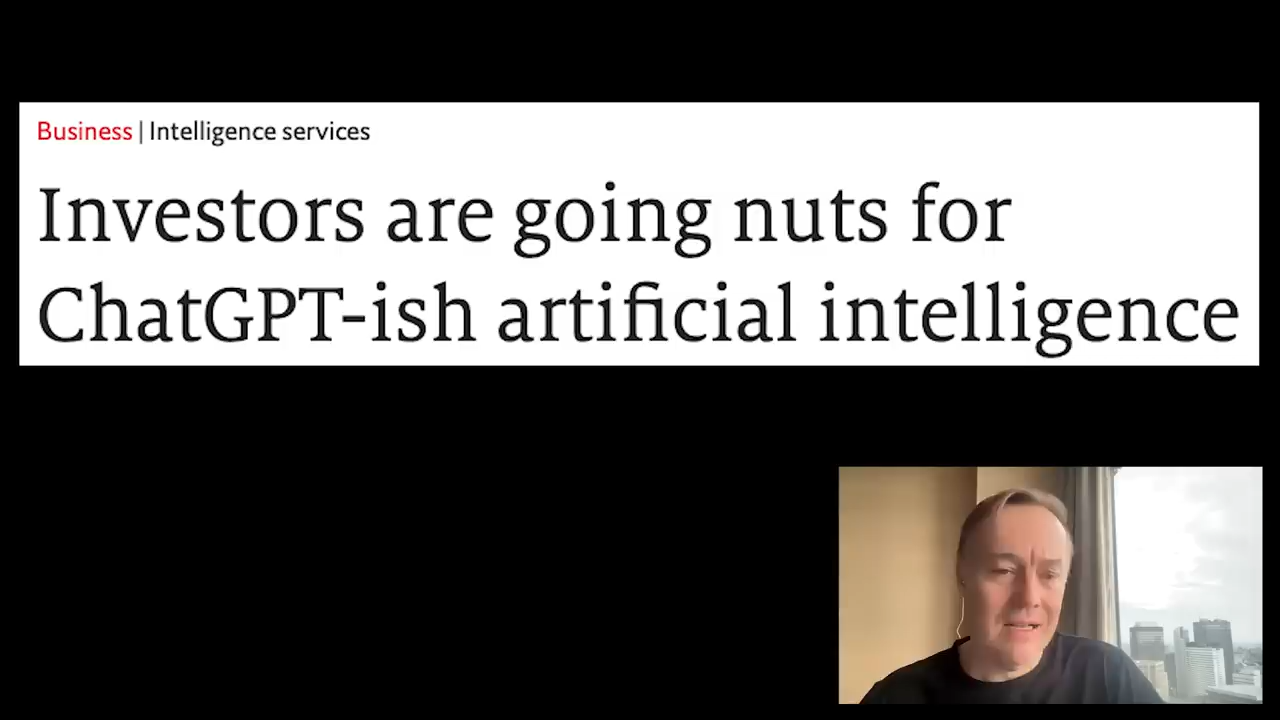 Business | Intelligence services
Investors are going nuts for
ChatGPT-ish artificial intelligence